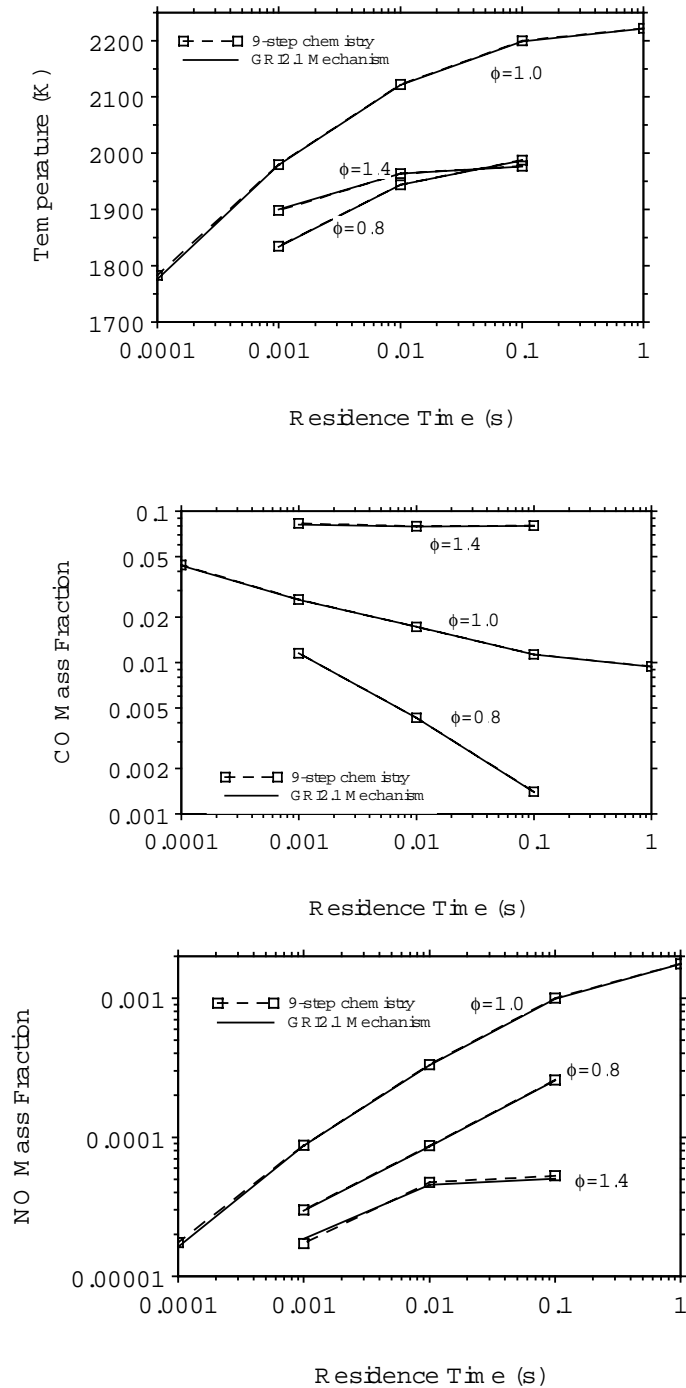 2200
2100
2000
1900
1800
1700
Temperature (K)
9-step chemistry
GRI2.1 Mechanism
ϕ=1.0
ϕ=1.4
ϕ=0.8
0.0001 0.001 0.01 0.1 1
Residence Time (s)
0.1
0.05
0.02
0.01
0.005
0.002
0.001
CO Mass Fraction
ϕ=1.4
ϕ=1.0
ϕ=0.8
9-step chemistry
GRI2.1 Mechanism
0.0001 0.001 0.01 0.1 1
Residence Time (s)
0.001
0.0001
0.00001
NO Mass Fraction
9-step chemistry
GRI2.1 Mechanism
ϕ=1.0
ϕ=0.8
ϕ=1.4
0.0001 0.001 0.01 0.1 1
Residence Time (s)